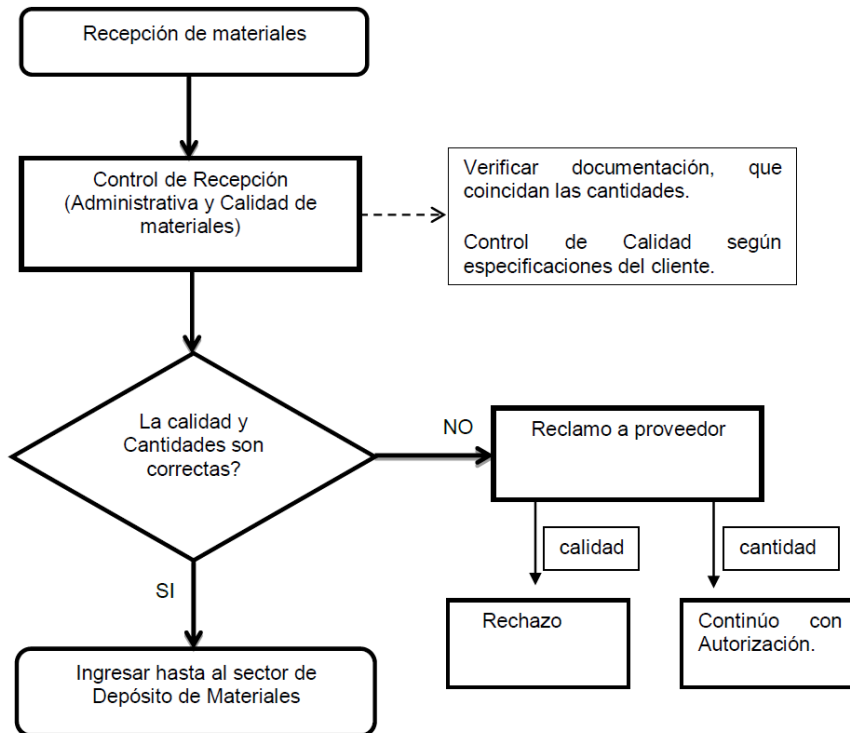 Recepción de materiales
Control de Recepción
(Administrativa y Calidad de
materiales)
Verificar documentación, que
coincidan las cantidades.
Control de Calidad según
especificaciones del cliente.
La calidad y
Cantidades son
correctas?
NO
Reclamo a proveedor
calidad
cantidad
SI
Rechazo
Continúo con
Autorización.
Ingresar hasta al sector de
Depósito de Materiales